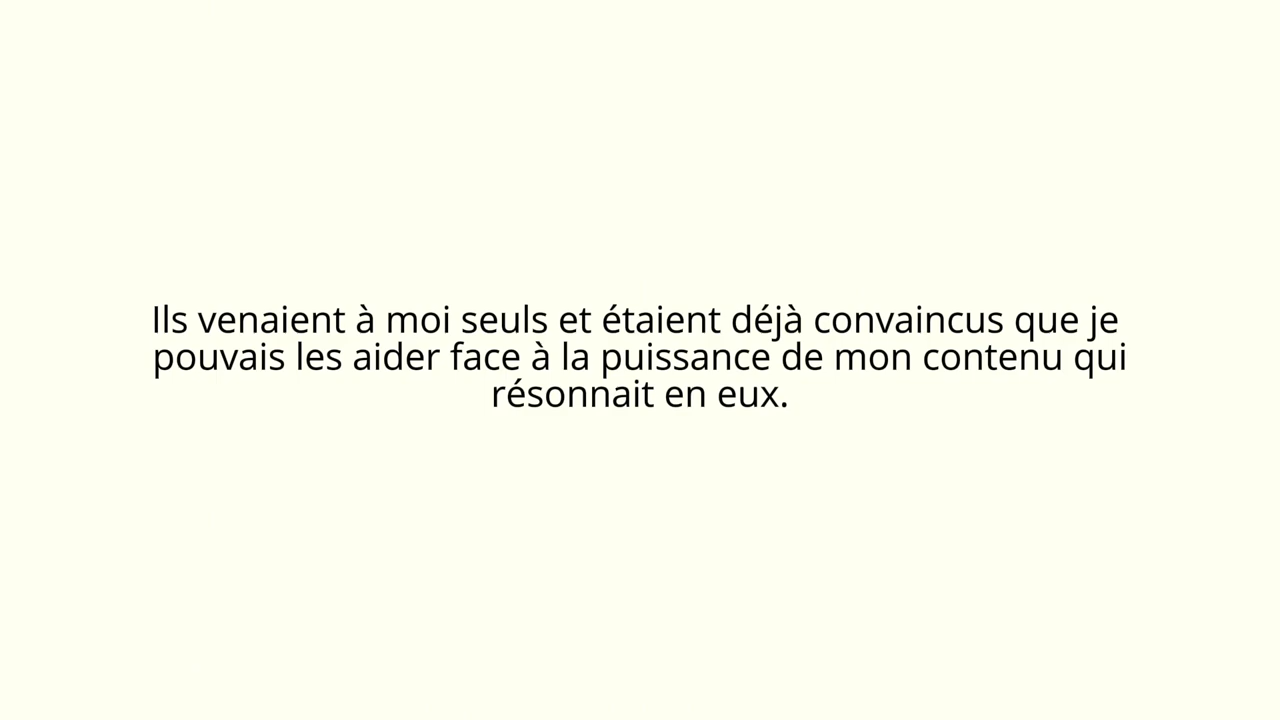 Ils venaient à moi seuls et étaient déjà convaincus que je
pouvais les aider face à la puissance de mon contenu qui
résonnait en eux.